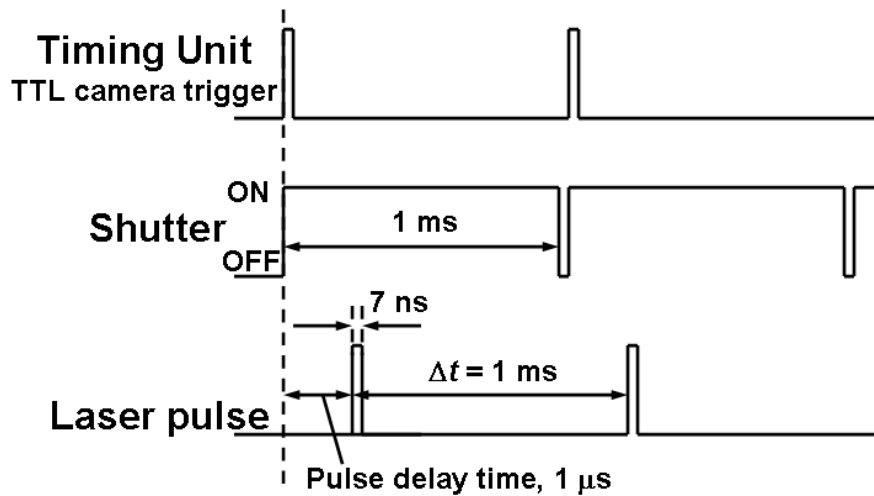 Timing Unit
TTL camera trigger
ON
Shutter
1 ms
OFF
7 ns
Δt = 1 ms
Laser pulse
Pulse delay time, 1 μs